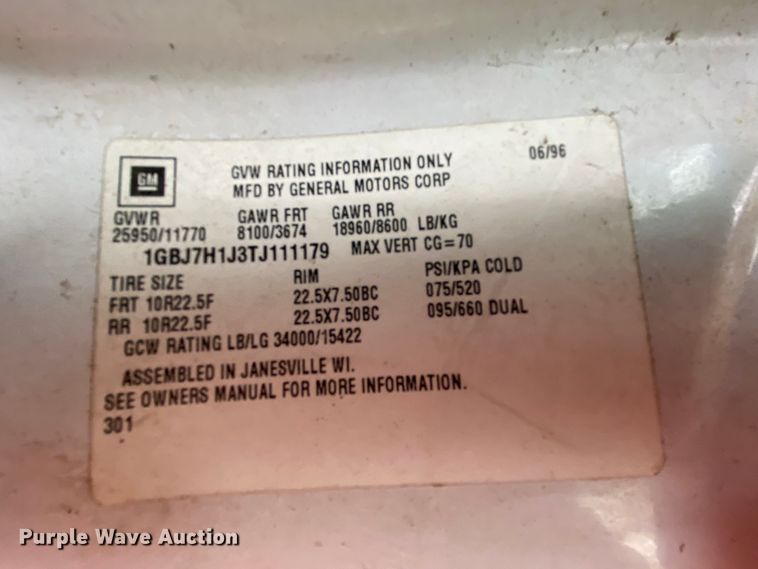 GM
GVW RATING INFORMATION ONLY 06/96
MFD BY GENERAL MOTORS CORP
GVWR GAWR FRT GAWR RR
25950/11770 8100/3674 18960/8600 LB/KG
1GBJ7H1J3TJ111179 MAX VERT CG=70
TIRE SIZE RIM PSI/KPA COLD
FRT 10R22.5F 22.5X7.50BC 075/520
RR 10R22.5F 22.5X7.50BC 095/660 DUAL
GCW RATING LB/LG 34000/15422
ASSEMBLED IN JANESVILLE WI.
SEE OWNERS MANUAL FOR MORE INFORMATION.
301
Purple Wave Auction